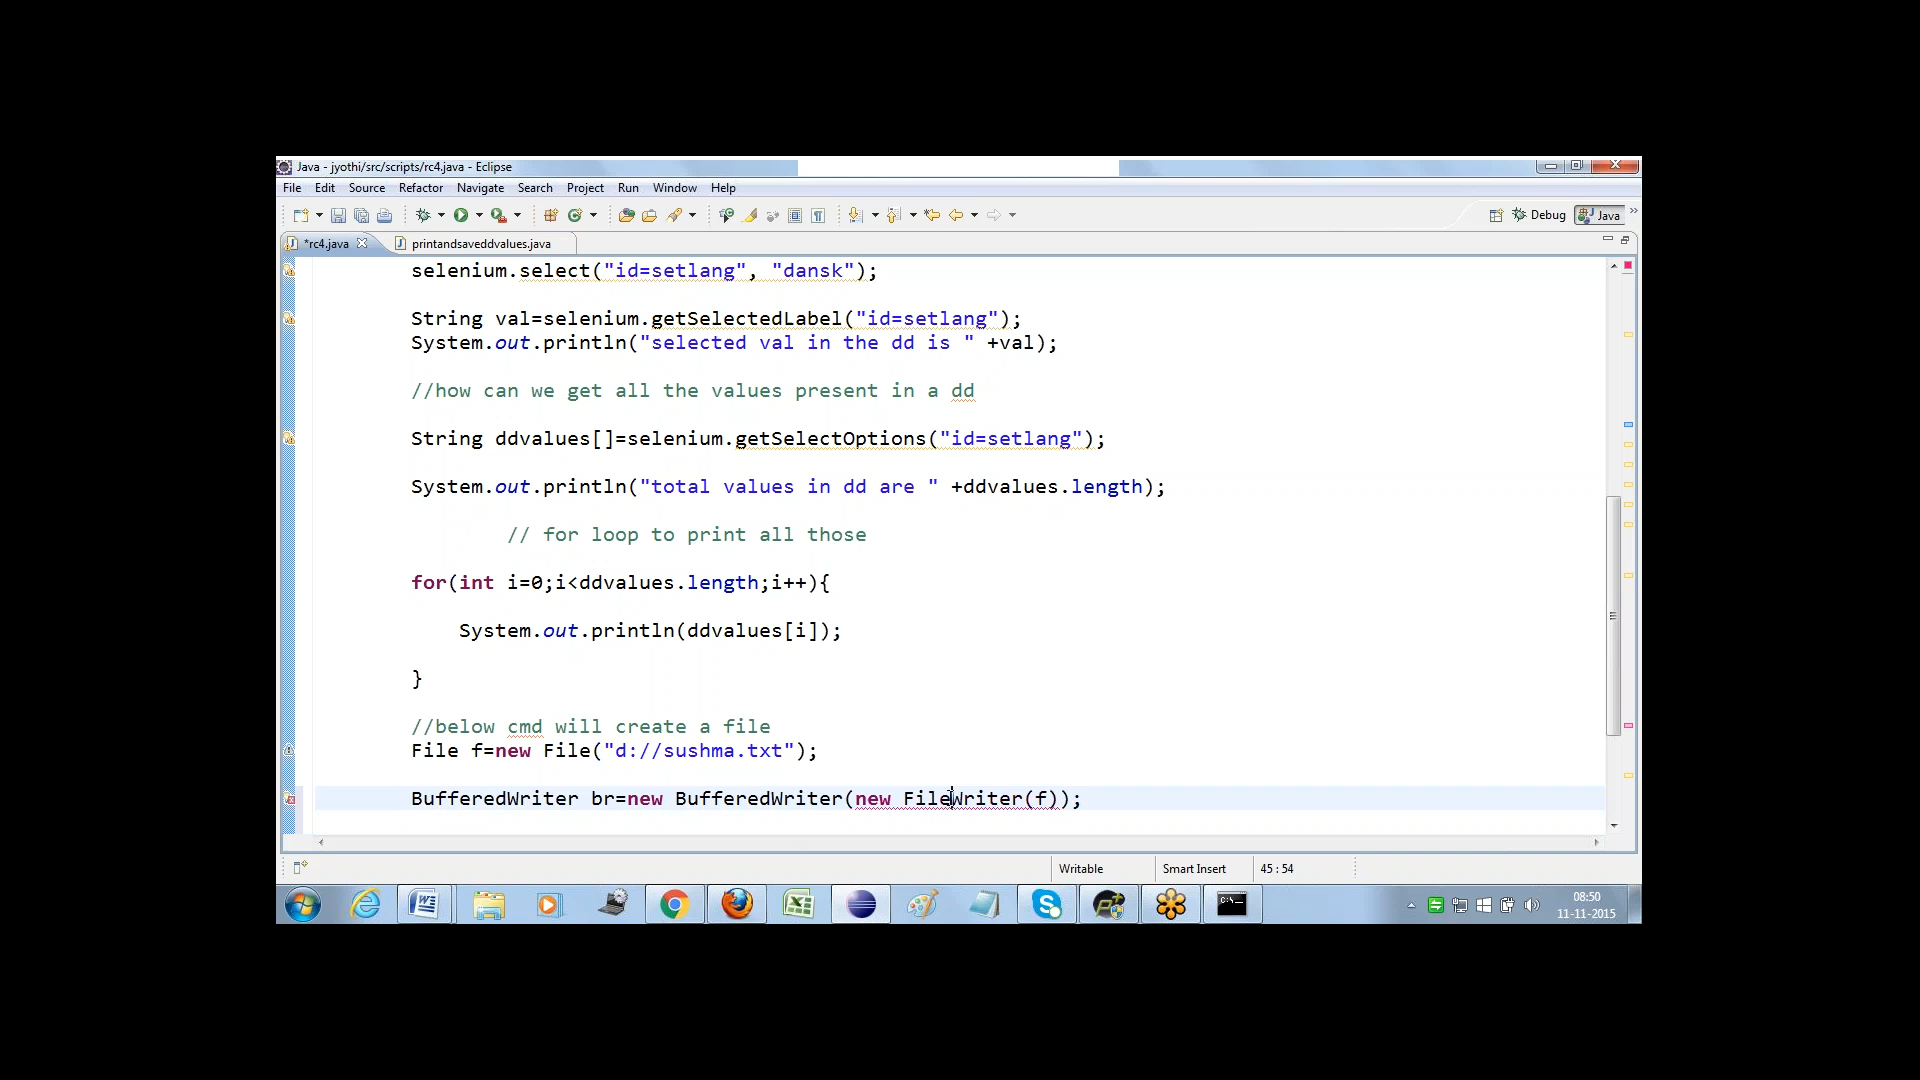 Java - jyothi/src/scripts/rc4.java - Eclipse
File Edit Source Refactor Navigate Search Project Run Window Help
Debug Java
*rc4.java printandsaveddvalues.java
selenium.select("id=setlang", "dansk");
String val=selenium.getSelectedLabel("id=setlang");
System.out.println("selected val in the dd is " +val);
//how can we get all the values present in a dd
String ddvalues[]=selenium.getSelectOptions("id=setlang");
System.out.println("total values in dd are " +ddvalues.length);
// for loop to print all those
for(int i=0;i<ddvalues.length;i++){
System.out.println(ddvalues[i]);
}
//below cmd will create a file
File f=new File("d://sushma.txt");
BufferedWriter br=new BufferedWriter(new FileWriter(f));
Writable Smart Insert 45 : 54
08:50
11-11-2015